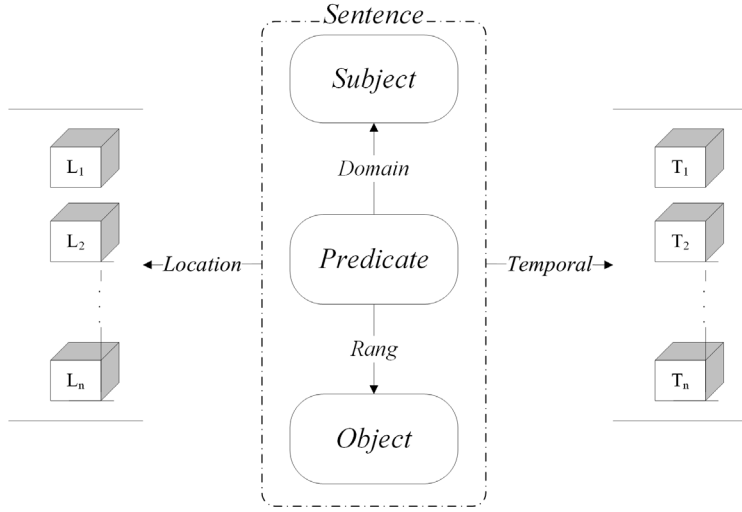 Sentence
Subject
Domain
Predicate
Rang
Object
Location
L1
L2
Ln
Temporal
T1
T2
Tn